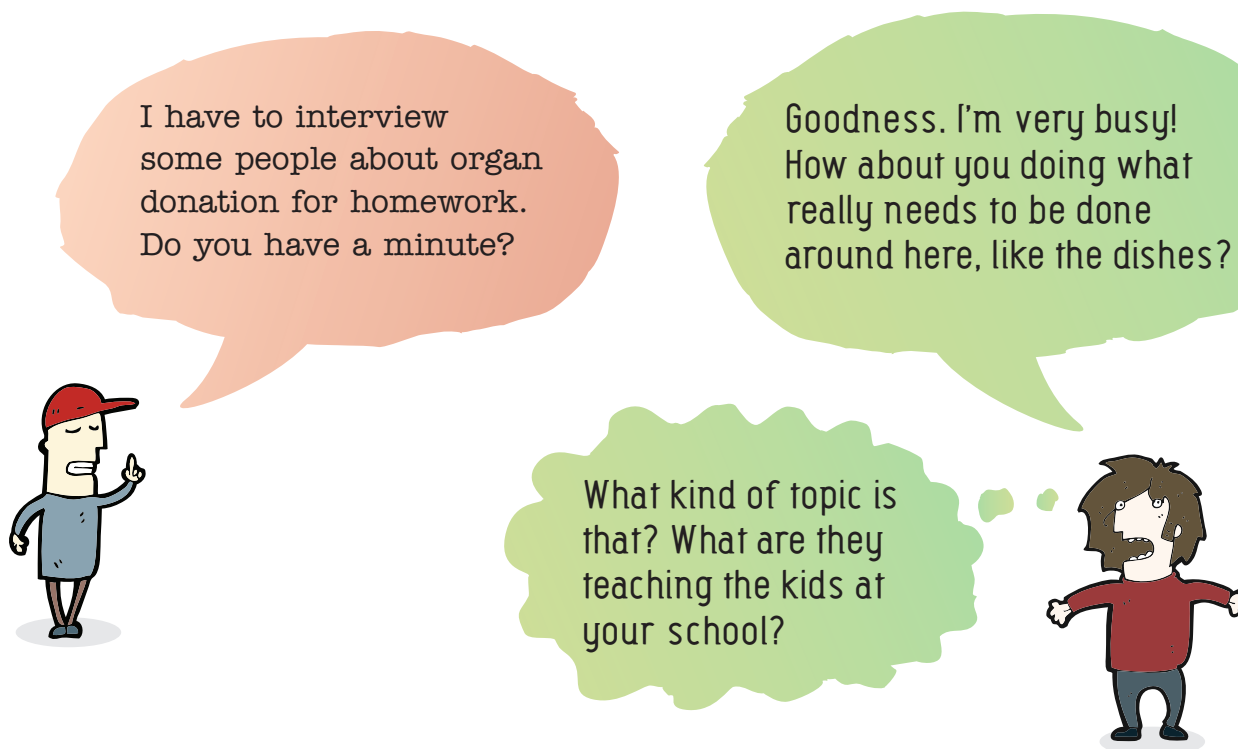 I have to interview
some people about organ
donation for homework.
Do you have a minute?
Goodness. I'm very busy!
How about you doing what
really needs to be done
around here, like the dishes?
What kind of topic is
that? What are they
teaching the kids at
your school?